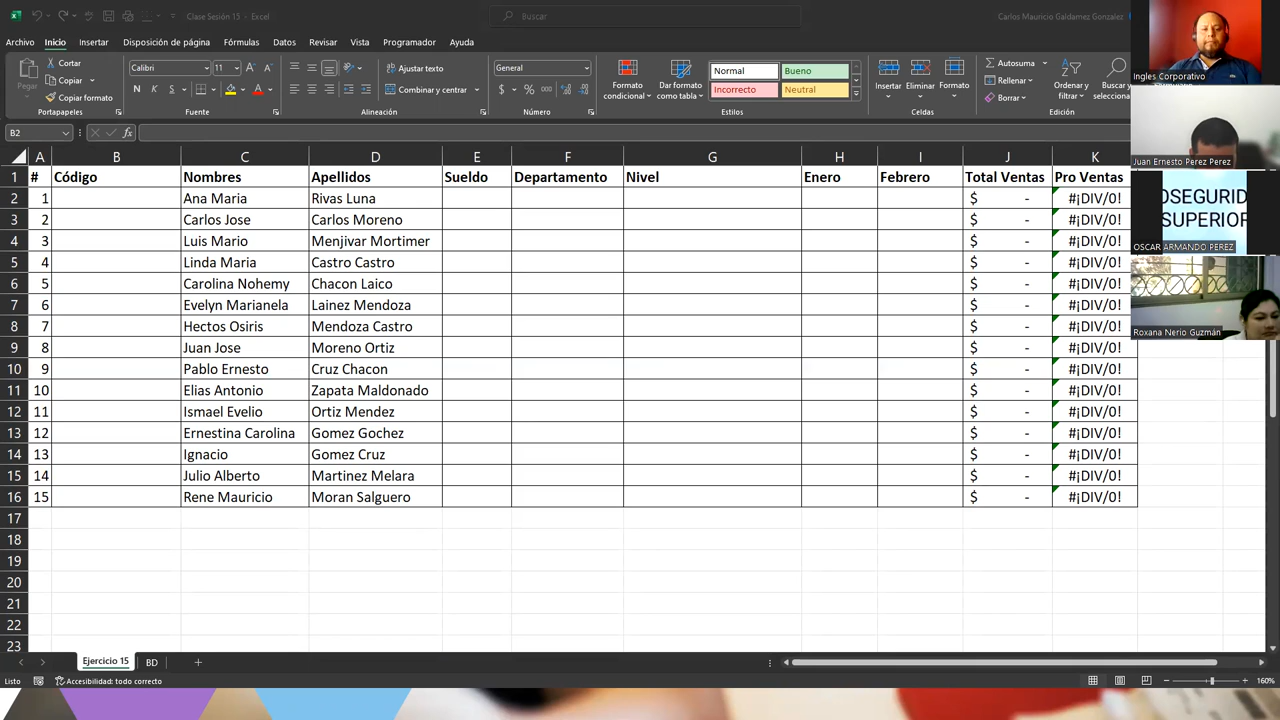 Clase Sesión 15 - Excel
Buscar
Carlos Mauricio Galdamez Gonzalez
Archivo Inicio Insertar Disposición de página Fórmulas Datos Revisar Vista Programador Ayuda
Pegar
Cortar
Copiar
Copiar formato
Portapapeles
Calibri 11
N K S
Fuente
Ajustar texto
Combinar y centrar
Alineación
General
$ % 000
Número
Formato condicional
Dar formato como tabla
Normal Bueno
Incorrecto Neutral
Estilos
Insertar Eliminar Formato
Celdas
Autosuma
Rellenar
Borrar
Ordenar y filtrar
Buscar y
Edición
B2
fx
A B C D E F G H I J K
1 # Código Nombres Apellidos Sueldo Departamento Nivel Enero Febrero Total Ventas Pro Ventas
2 1 Ana Maria Rivas Luna $ - #¡DIV/0!
3 2 Carlos Jose Carlos Moreno $ - #¡DIV/0!
4 3 Luis Mario Menjivar Mortimer $ - #¡DIV/0!
5 4 Linda Maria Castro Castro $ - #¡DIV/0!
6 5 Carolina Nohemy Chacon Laico $ - #¡DIV/0!
7 6 Evelyn Marianela Lainez Mendoza $ - #¡DIV/0!
8 7 Hectos Osiris Mendoza Castro $ - #¡DIV/0!
9 8 Juan Jose Moreno Ortiz $ - #¡DIV/0!
10 9 Pablo Ernesto Cruz Chacon $ - #¡DIV/0!
11 10 Elias Antonio Zapata Maldonado $ - #¡DIV/0!
12 11 Ismael Evelio Ortiz Mendez $ - #¡DIV/0!
13 12 Ernestina Carolina Gomez Gochez $ - #¡DIV/0!
14 13 Ignacio Gomez Cruz $ - #¡DIV/0!
15 14 Julio Alberto Martinez Melara $ - #¡DIV/0!
16 15 Rene Mauricio Moran Salguero $ - #¡DIV/0!
17
18
19
20
21
22
23
Ejercicio 15 BD
Listo
Accesibilidad: todo correcto
160%
Ingles Corporativo
Juan Ernesto Perez Perez
OSEGURID
SUPERIOR
OSCAR ARMANDO PEREZ
Roxana Nerio Guzmán